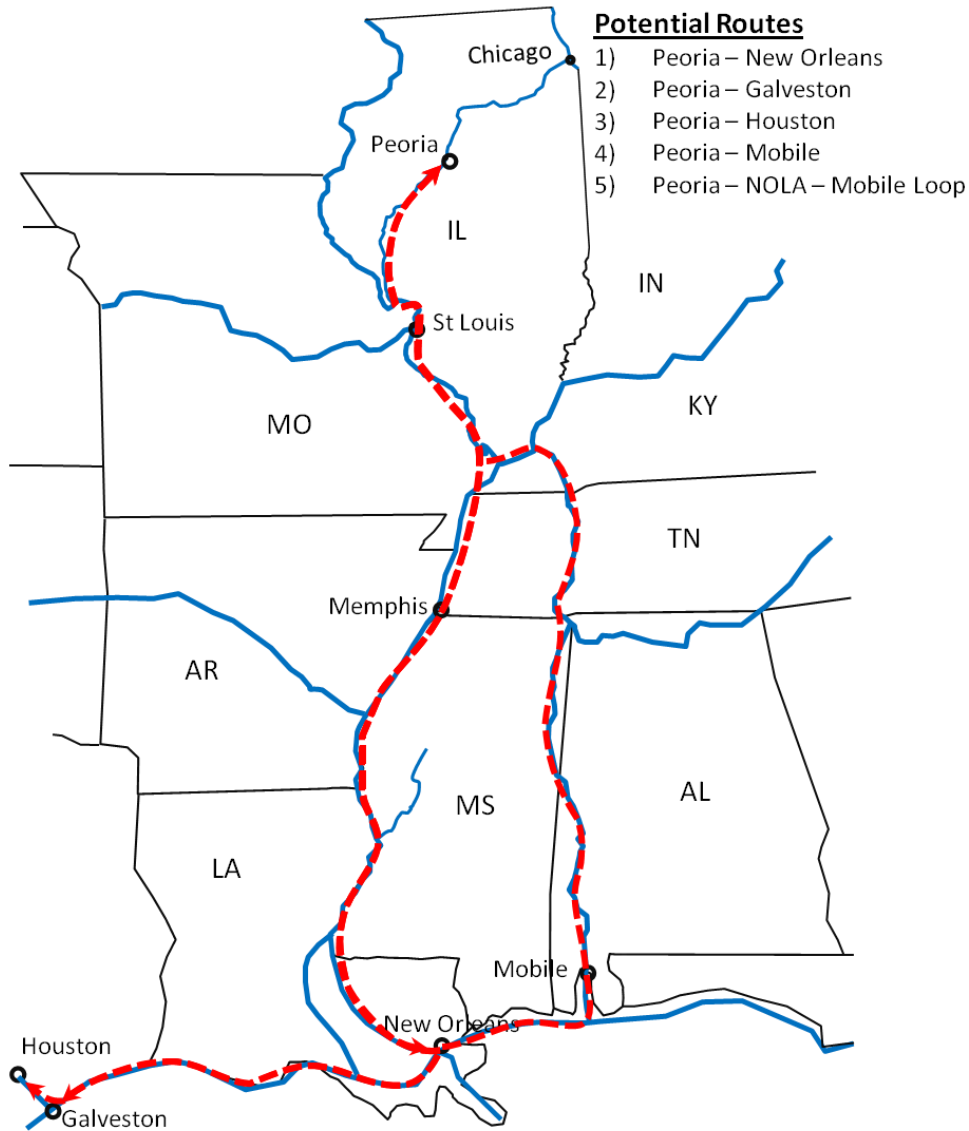 Potential Routes
1) Peoria – New Orleans
2) Peoria – Galveston
3) Peoria – Houston
4) Peoria – Mobile
5) Peoria – NOLA – Mobile Loop
Chicago
Peoria
IL
IN
St Louis
KY
MO
TN
Memphis
AR
MS
AL
LA
Mobile
New Orleans
Houston
Galveston